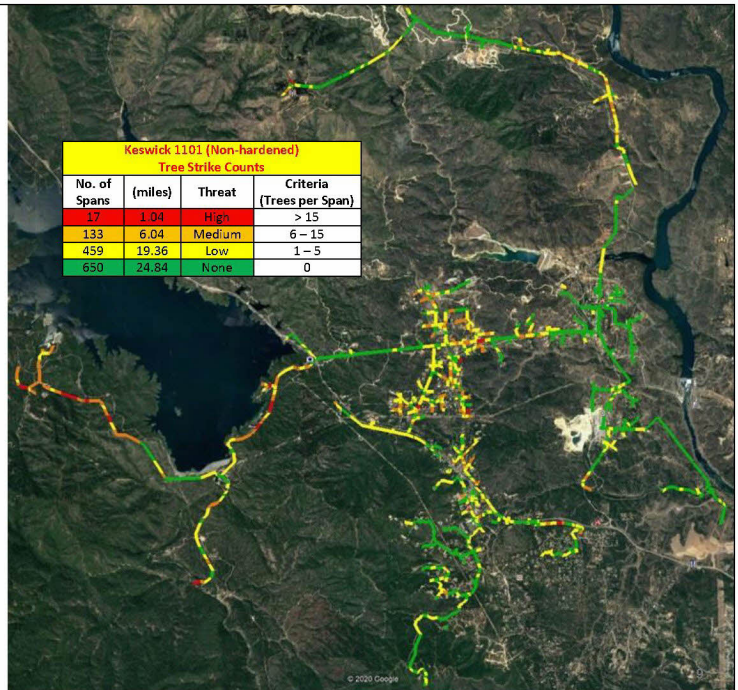 Keswick 1101 (Non-hardened)
Tree Strike Counts
No. of Spans (miles) Threat Criteria (Trees per Span)
17 1.04 High > 15
133 6.04 Medium 6 – 15
459 19.36 Low 1 – 5
650 24.84 None 0
© 2020 Google